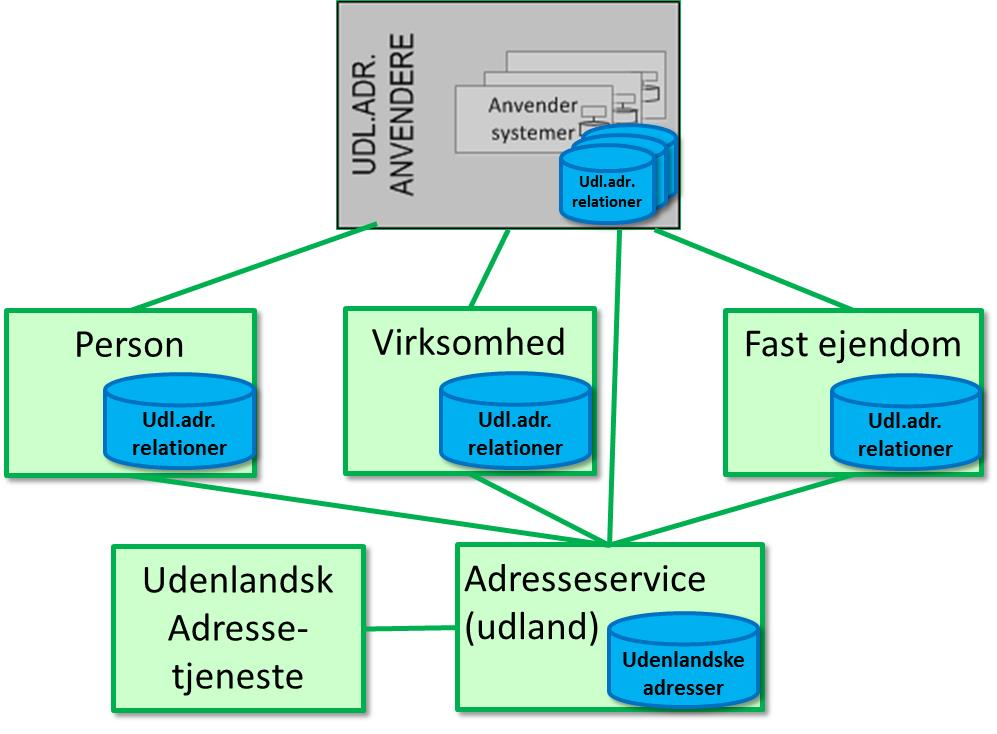 UDL.ADR.
ANVENDERE
Anvender
systemer
Udl.adr.
relationer
Person
Udl.adr.
relationer
Virksomhed
Udl.adr.
relationer
Fast ejendom
Udl.adr.
relationer
Udenlandsk
Adresse-
tjeneste
Adresseservice
(udland)
Udenlandske
adresser